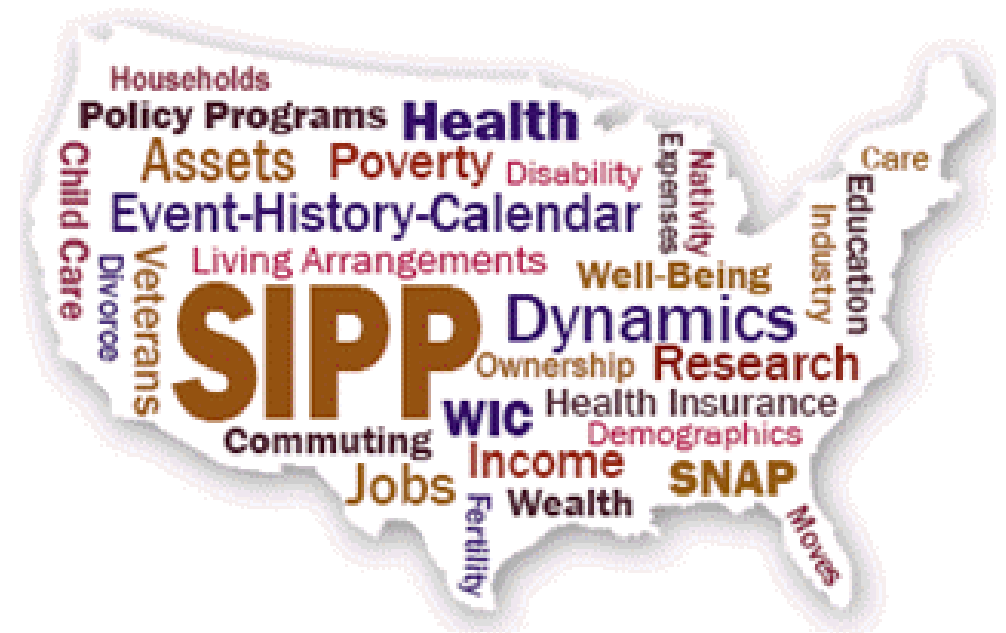 Households
Policy Programs Health
Assets Poverty Disability
Expenses
Nativity
Care
Child Care
Event-History-Calendar
Education
Industry
Living Arrangements
Divorce
Veterans
Well-Being
SIPP
Dynamics
Ownership Research
WIC Health Insurance
Commuting
Demographics
Income
Jobs
SNAP
Fertility
Wealth
Moves